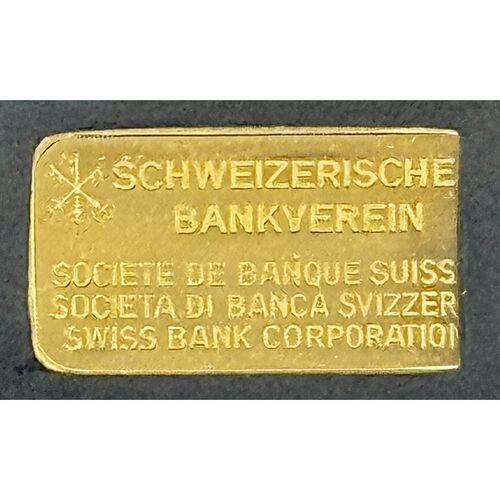 SCHWEIZERISCHE
BANKVEREIN
SOCIETE DE BANQUE SUISS
SOCIETA DI BANCA SVIZZER
SWISS BANK CORPORATION